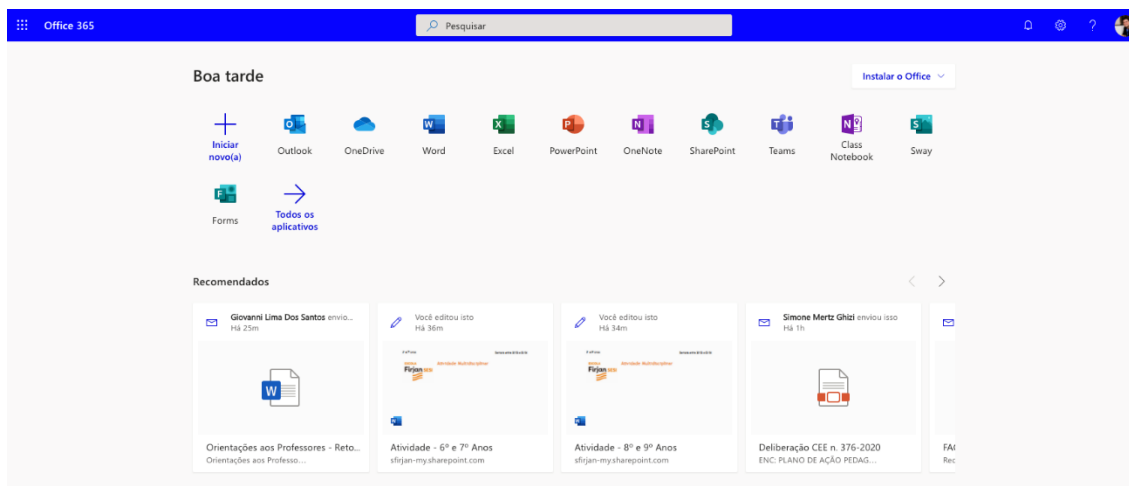 Office 365
Pesquisar
Boa tarde
Instalar o Office
Iniciar
novo(a)
Outlook
OneDrive
Word
Excel
PowerPoint
OneNote
SharePoint
Teams
Class
Notebook
Sway
Forms
Todos os
aplicativos
Recomendados
Giovanni Lima Dos Santos envio...
Há 25m
Orientações aos Professores - Reto...
Orientações aos Professo...
Você editou isto
Há 36m
Firjan SESI
Atividade - 6º e 7º Anos
sfirjan-my.sharepoint.com
Você editou isto
Há 34m
Firjan SESI
Atividade - 8º e 9º Anos
sfirjan-my.sharepoint.com
Simone Mertz Ghizi enviou isso
Há 1h
Deliberação CEE n. 376-2020
ENC: PLANO DE AÇÃO PEDAG...